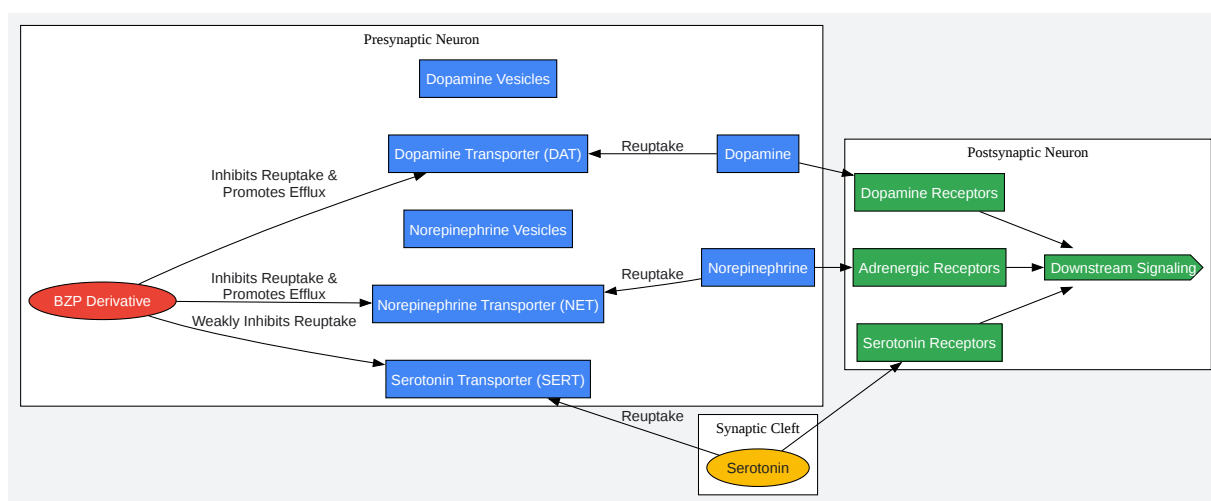 Presynaptic Neuron
Dopamine Vesicles
Dopamine Transporter (DAT)
Reuptake
Dopamine
Postsynaptic Neuron
Inhibits Reuptake &
Promotes Efflux
Dopamine Receptors
Norepinephrine Vesicles
Norepinephrine
Adrenergic Receptors
Downstream Signaling
Reuptake
BZP Derivative
Inhibits Reuptake &
Promotes Efflux
Norepinephrine Transporter (NET)
Weakly Inhibits Reuptake
Serotonin Receptors
Serotonin Transporter (SERT)
Reuptake
Synaptic Cleft
Serotonin